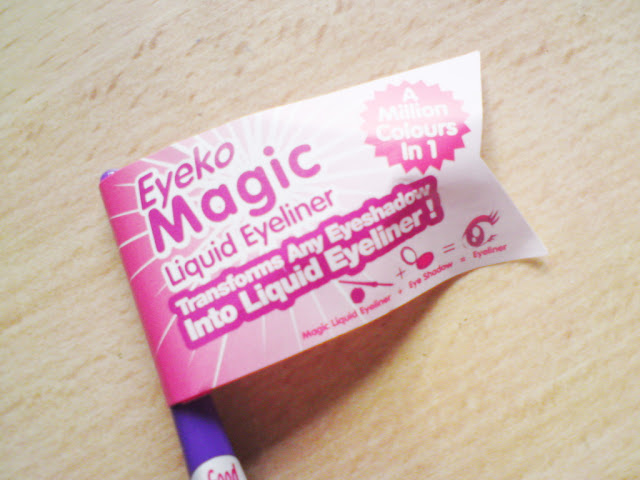 Eyeko
Magic
Liquid Eyeliner
Transforms Any Eyeshadow
Into Liquid Eyeliner!
A
Million
Colours
In 1
+ =
Magic Liquid Eyeliner + Eye Shadow = Eyeliner
Good